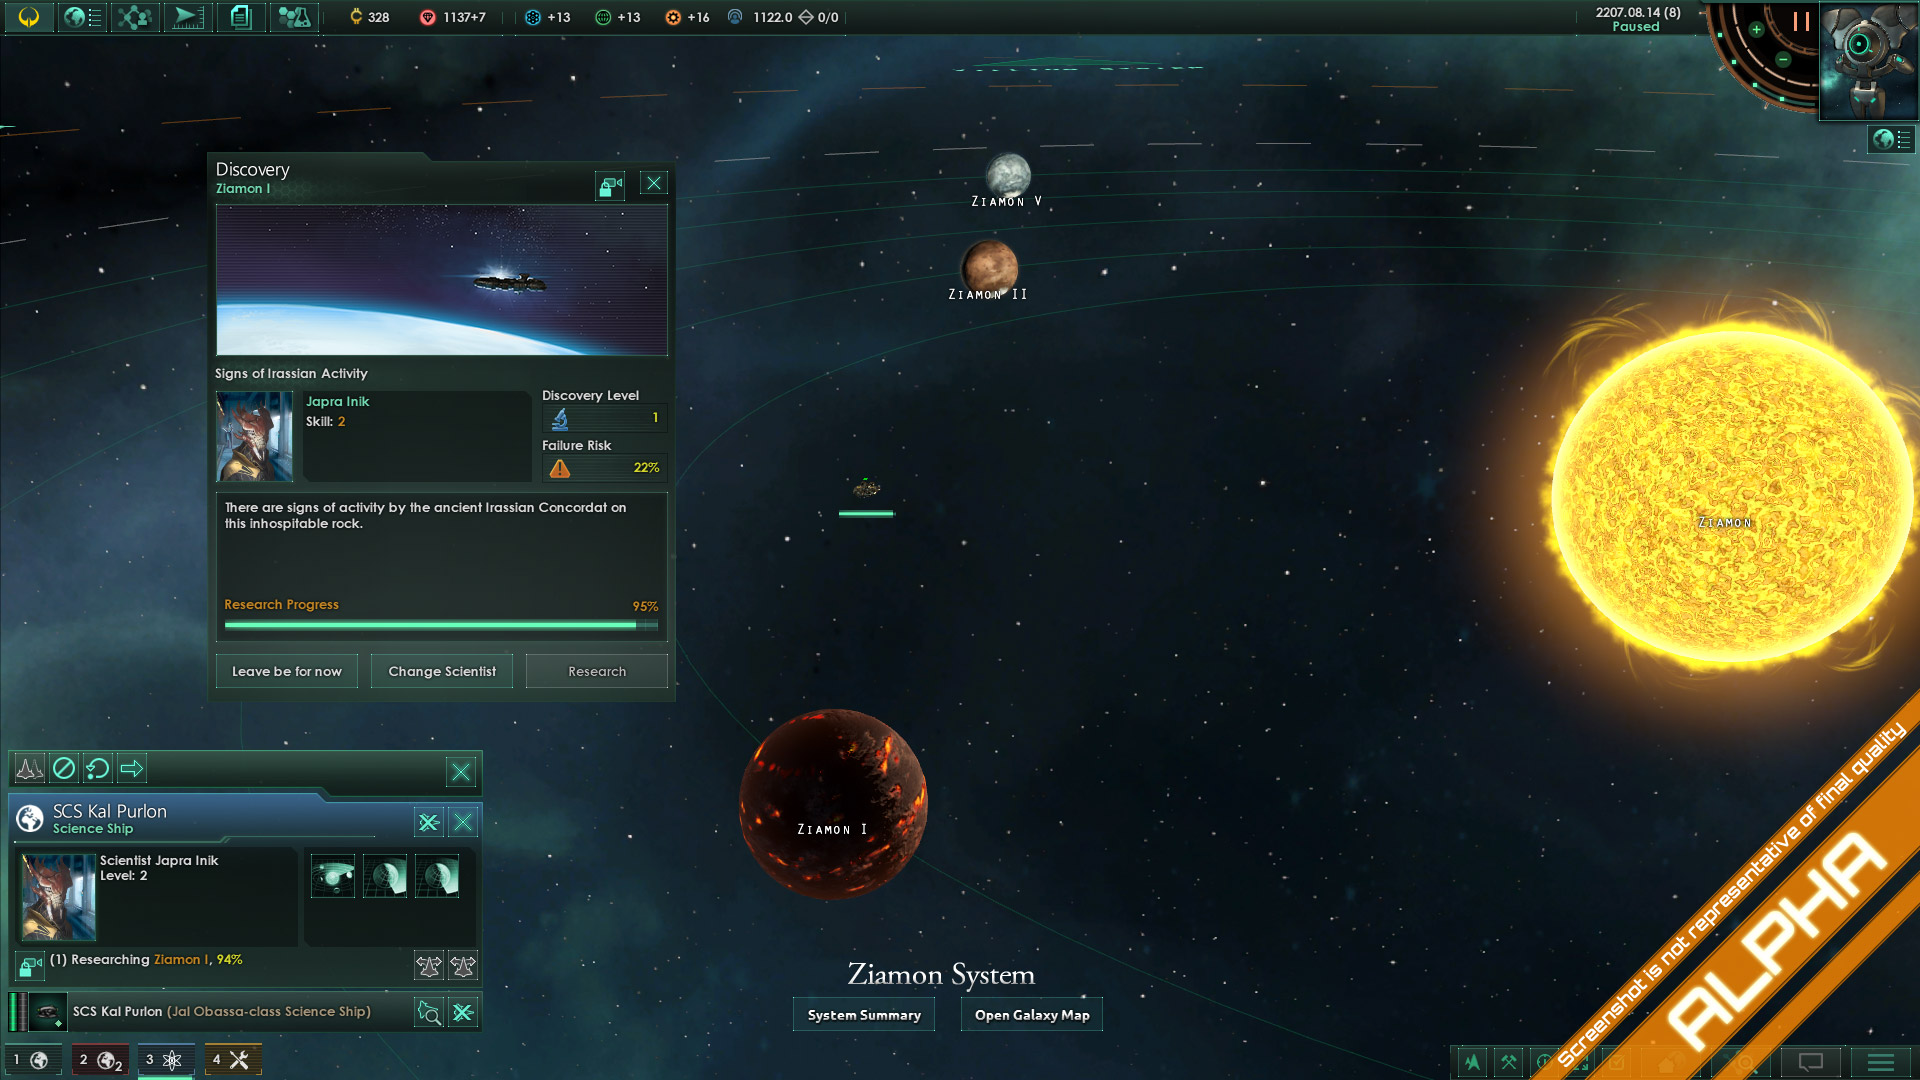 328
1137+7
+13
+13
+16
1122.0
0/0
2207.08.14 (8)
Paused
Discovery
Ziamon I
Signs of Irassian Activity
Japra Inik
Skill: 2
Discovery Level
1
Failure Risk
22%
There are signs of activity by the ancient Irassian Concordat on
this inhospitable rock.
Research Progress
95%
Leave be for now
Change Scientist
Research
Ziamon V
Ziamon II
Ziamon
Ziamon I
SCS Kal Purlon
Science Ship
Scientist Japra Inik
Level: 2
(1) Researching Ziamon I, 94%
SCS Kal Purlon (Jal Obassa-class Science Ship)
1
2
2
3
4
Ziamon System
System Summary
Open Galaxy Map
Screenshot is not representative of final quality
ALPHA